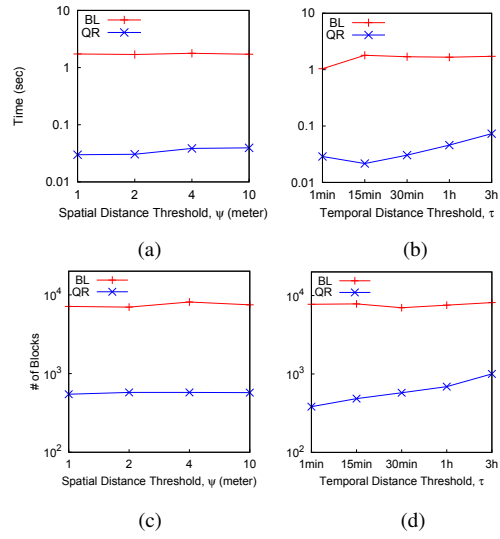 10
BL
QR
1
0.1
0.01
Time (sec)
1 2 4 10
Spatial Distance Threshold, ψ (meter)
(a)
10
BL
QR
1
0.1
0.01
1min 15min 30min 1h 3h
Temporal Distance Threshold, τ
(b)
BL
QR
10^4
10^3
10^2
# of Blocks
1 2 4 10
Spatial Distance Threshold, ψ (meter)
(c)
BL
QR
10^4
10^3
10^2
1min 15min 30min 1h 3h
Temporal Distance Threshold, τ
(d)